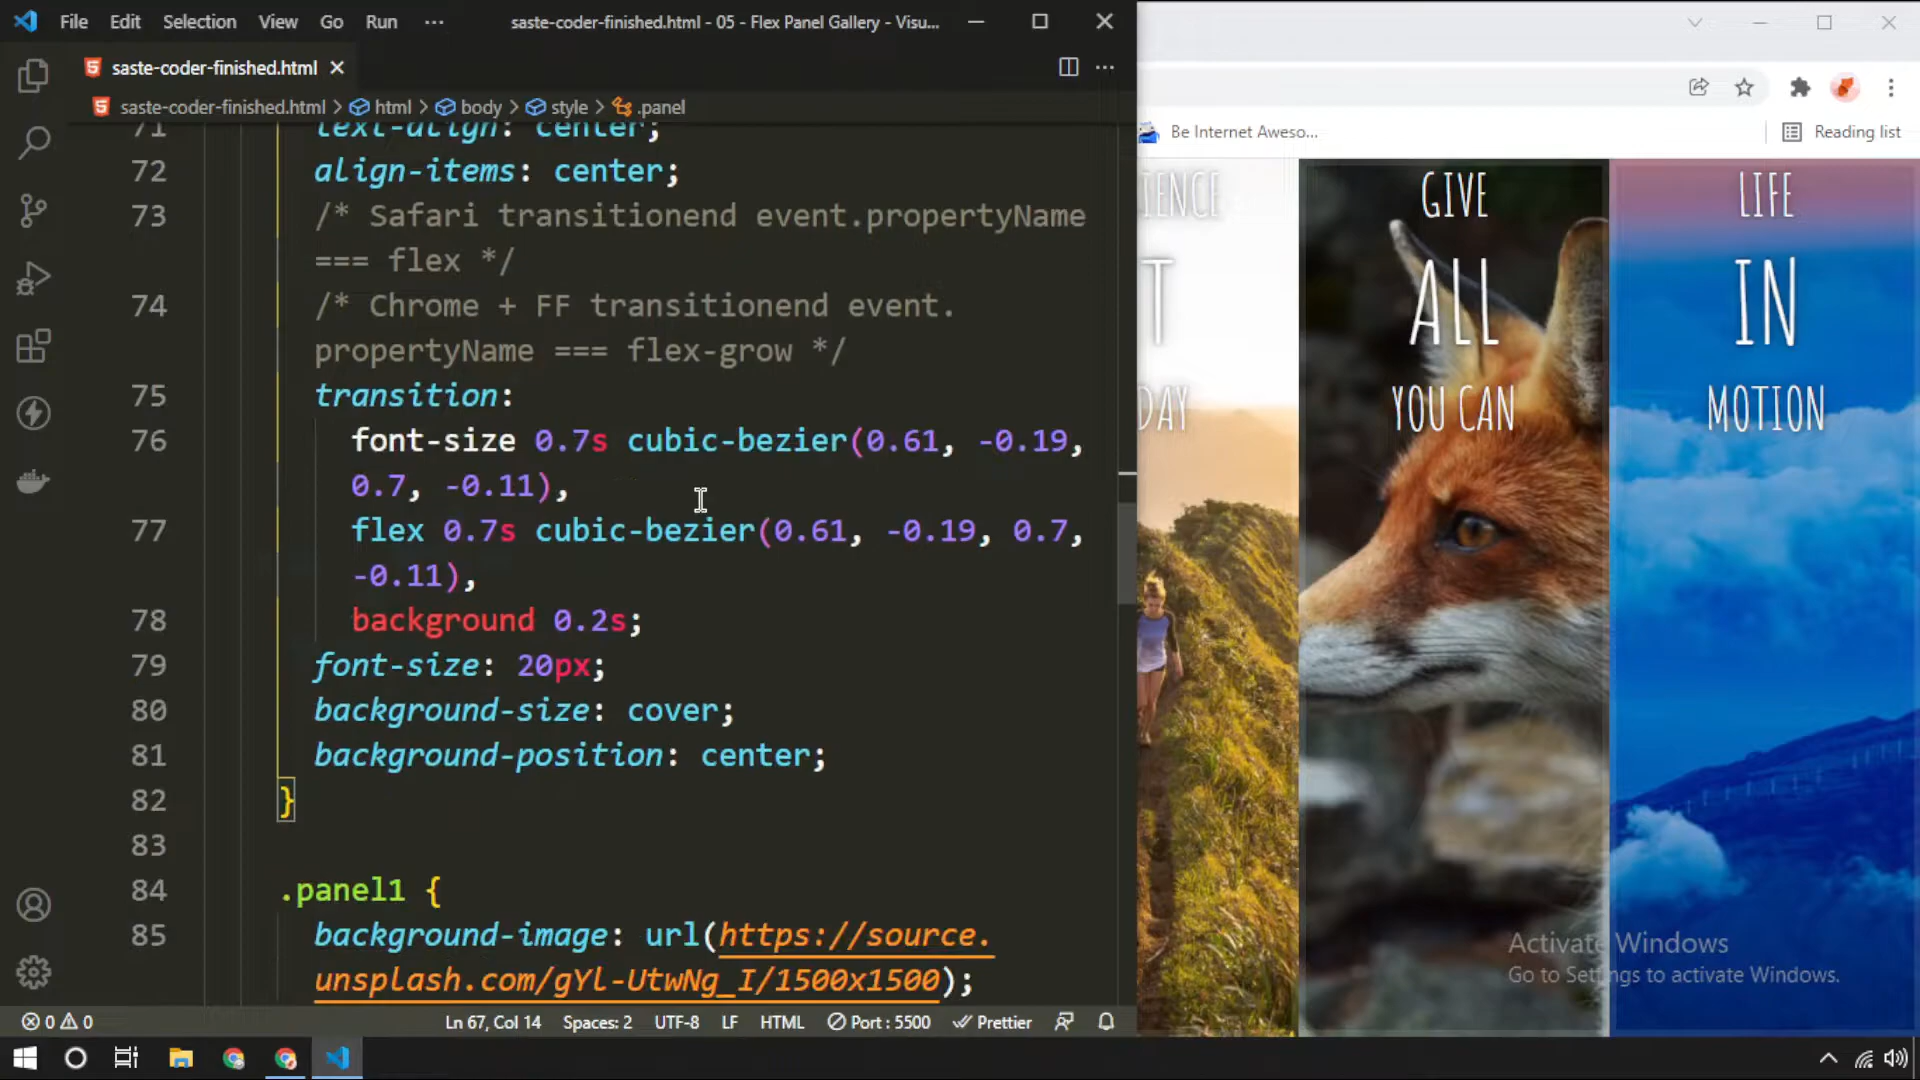 File Edit Selection View Go Run ··· saste-coder-finished.html - 05 - Flex Panel Gallery - Visu...
saste-coder-finished.html
saste-coder-finished.html > html > body > style > .panel
71 text-align: center;
72 align-items: center;
73 /* Safari transitionend event.propertyName
=== flex */
74 /* Chrome + FF transitionend event.
propertyName === flex-grow */
75 transition:
76 font-size 0.7s cubic-bezier(0.61, -0.19,
0.7, -0.11),
77 flex 0.7s cubic-bezier(0.61, -0.19, 0.7,
-0.11),
78 background 0.2s;
79 font-size: 20px;
80 background-size: cover;
81 background-position: center;
82 }
83
84 .panel1 {
85 background-image: url(https://source.
unsplash.com/gYl-UtwNg_I/1500x1500);
0 0 Ln 67, Col 14 Spaces: 2 UTF-8 LF HTML Port : 5500 Prettier
Be Internet Aweso... Reading list
IENCE
T
DAY
GIVE
ALL
YOU CAN
LIFE
IN
MOTION
Activate Windows
Go to Settings to activate Windows.